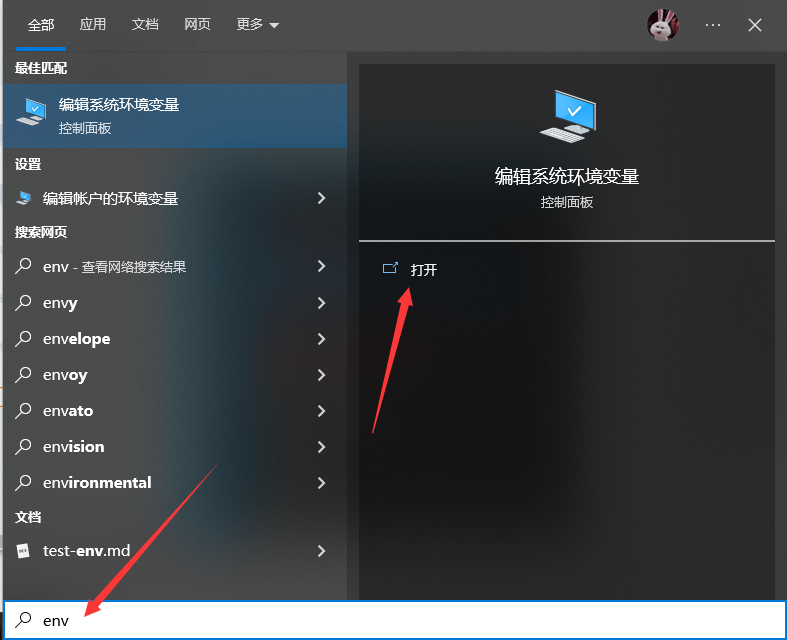 全部 应用 文档 网页 更多
最佳匹配
编辑系统环境变量
控制面板
设置
编辑帐户的环境变量
搜索网页
env - 查看网络搜索结果
envy
envelope
envoy
envato
envision
environmental
文档
test-env.md
env
编辑系统环境变量
控制面板
打开